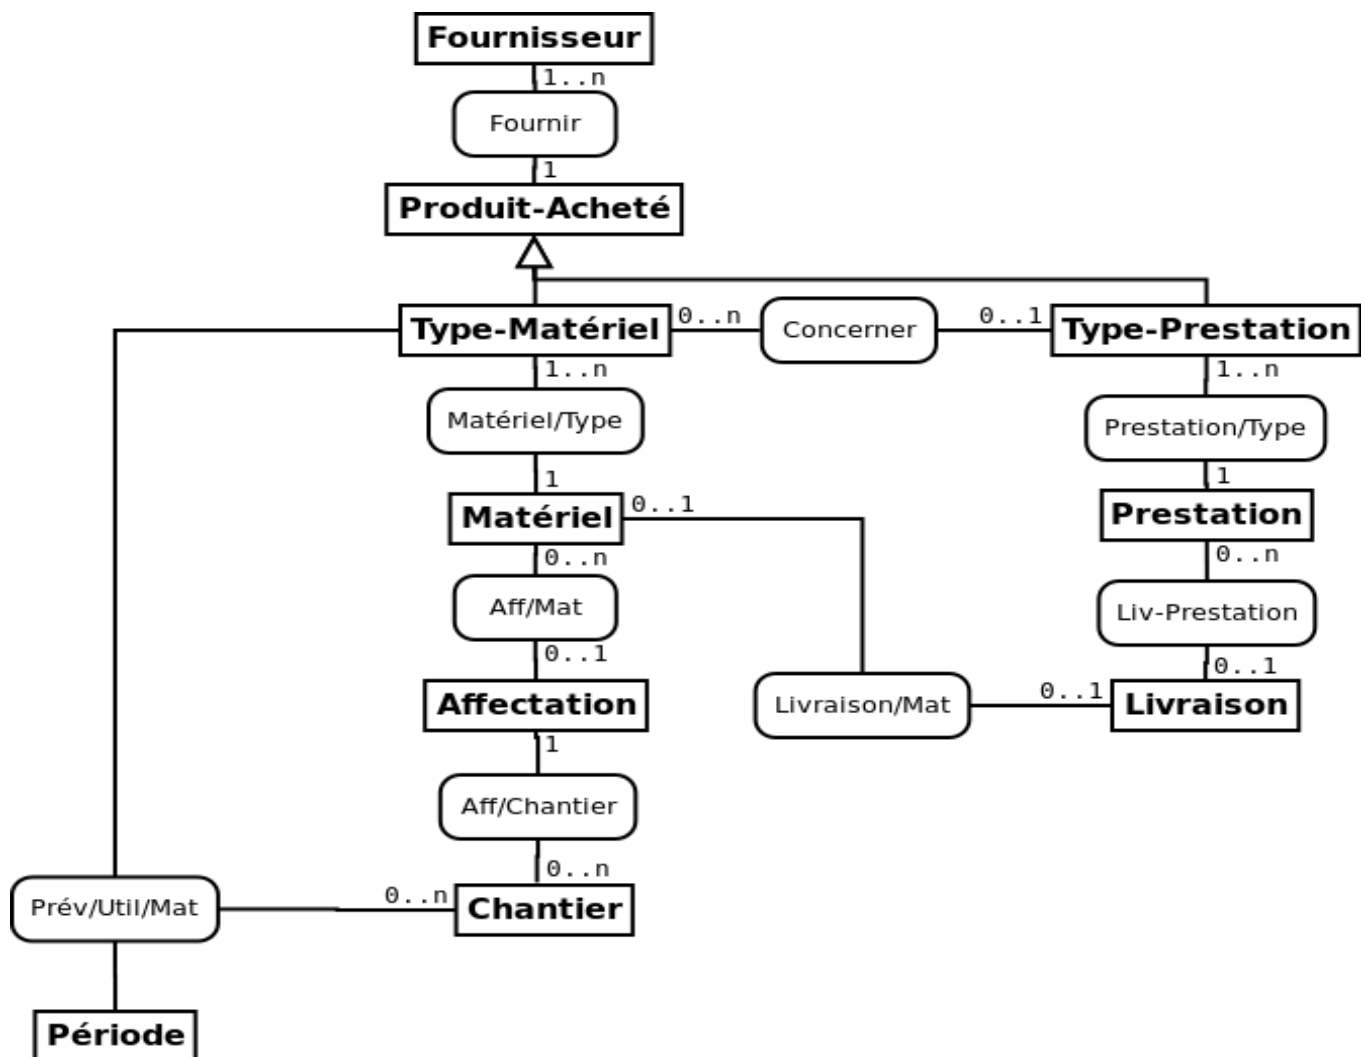 Fournisseur
1..n
Fournir
1
Produit-Acheté
Type-Matériel
0..n
Concerner
0..1
Type-Prestation
1..n
1..n
Matériel/Type
Prestation/Type
1
1
Matériel
0..1
Prestation
0..n
0..n
Aff/Mat
Liv-Prestation
0..1
0..1
Affectation
Livraison/Mat
0..1
Livraison
1
Aff/Chantier
0..n
Prév/Util/Mat
0..n
Chantier
Période